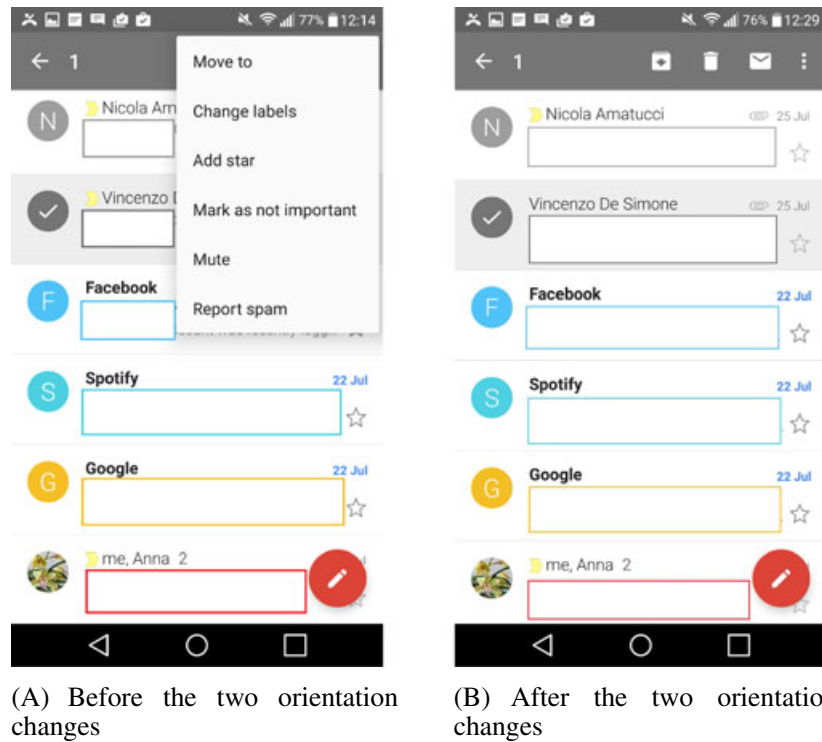 77% 12:14
1
Move to
N
Nicola Am
Change labels
Add star
Vincenzo D
Mark as not important
Mute
F
Facebook
Report spam
S
Spotify
22 Jul
G
Google
22 Jul
me, Anna 2
(A) Before the two orientation
changes
76% 12:29
1
N
Nicola Amatucci
25 Jul
Vincenzo De Simone
25 Jul
F
Facebook
22 Jul
S
Spotify
22 Jul
G
Google
22 Jul
me, Anna 2
(B) After the two orientatio
changes